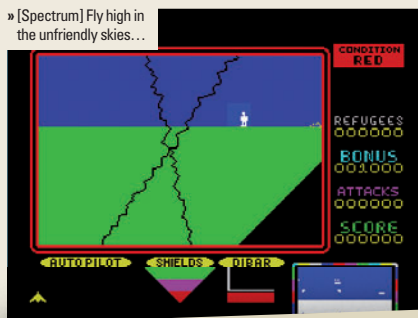 » [Spectrum] Fly high in
the unfriendly skies…
CONDITION
RED
REFUGEES
000000
BONUS
001000
ATTACKS
000000
SCORE
000000
AUTO PILOT
SHIELDS
DIBAR